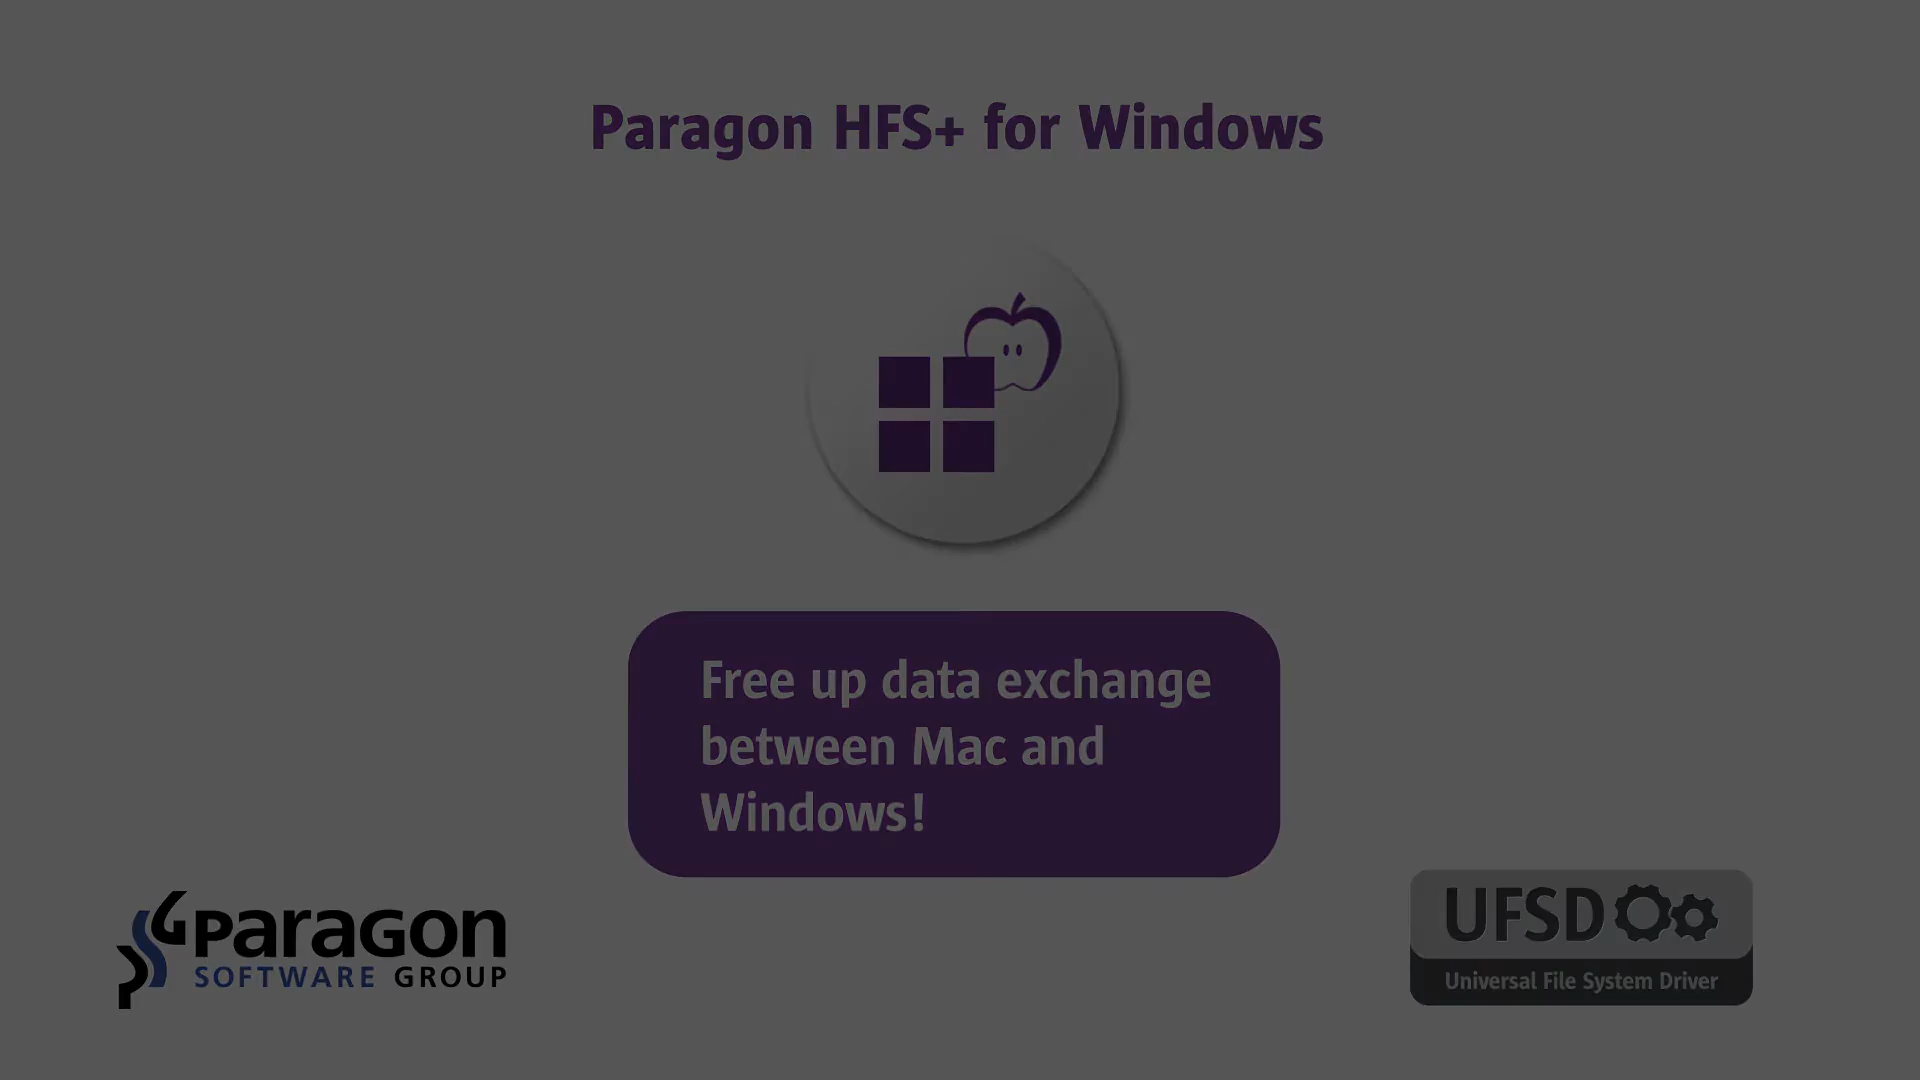 Paragon HFS+ for Windows
Free up data exchange
between Mac and
Windows!
Paragon
SOFTWARE GROUP
UFSD
Universal File System Driver